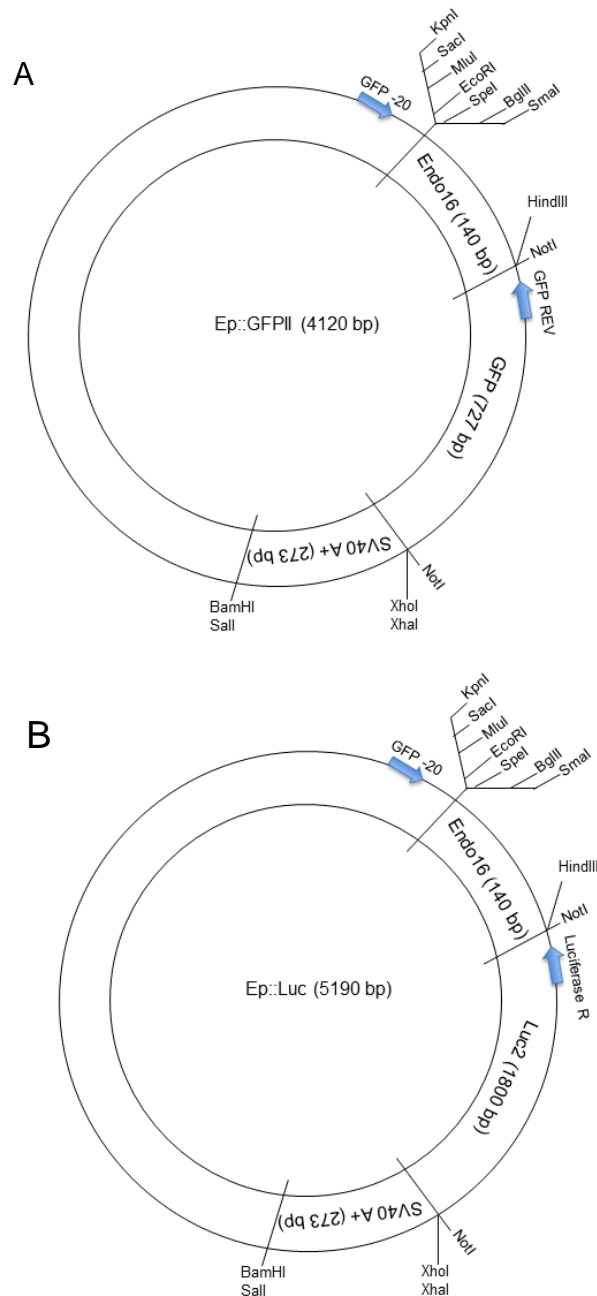 A
GFP -20
KpnI
SacI
MluI
EcoRI
SpeI
BglII
SmaI
Endo16 (140 bp)
HindIII
NotI
GFP REV
Ep::GFPII (4120 bp)
GFP (727 bp)
SV40 A+ (273 bp)
NotI
XhoI
XhaI
BamHI
SalI
B
GFP -20
KpnI
SacI
MluI
EcoRI
SpeI
BglII
SmaI
Endo16 (140 bp)
HindIII
NotI
Luciferase R
Ep::Luc (5190 bp)
Luc2 (1800 bp)
SV40 A+ (273 bp)
NotI
XhoI
XhaI
BamHI
SalI